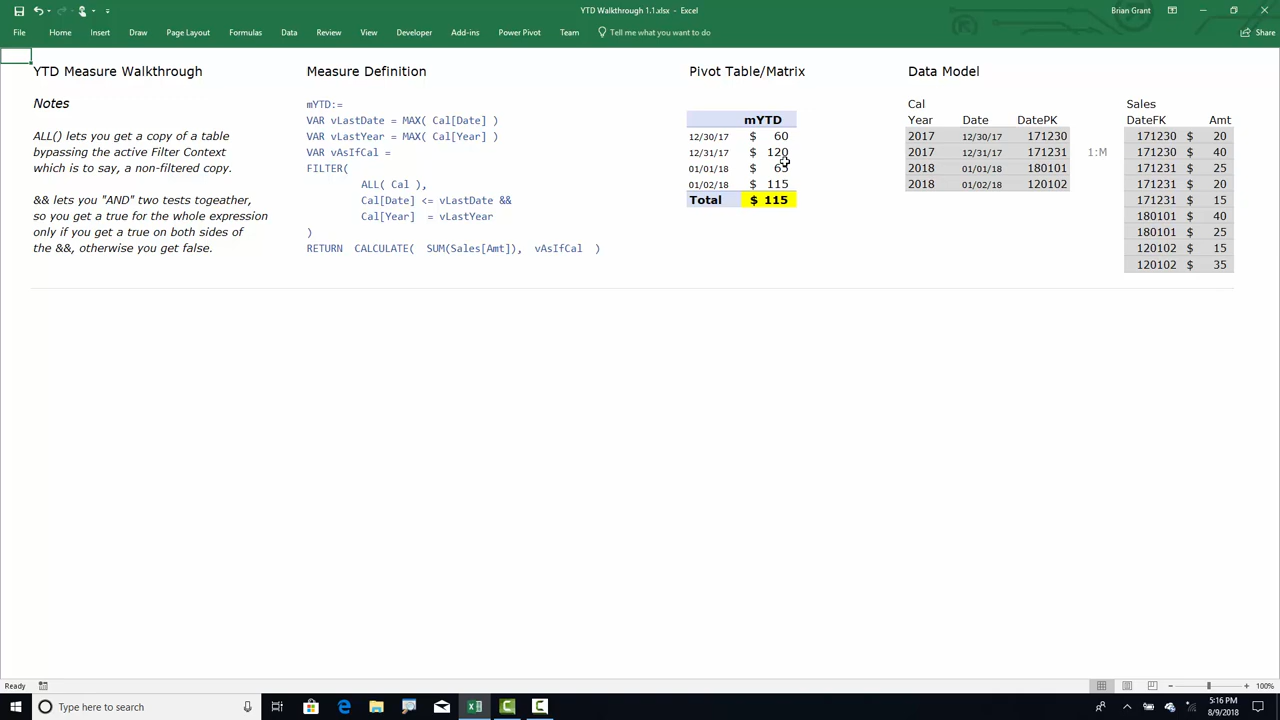 YTD Walkthrough 1.1.xlsx - Excel
Brian Grant
File Home Insert Draw Page Layout Formulas Data Review View Developer Add-ins Power Pivot Team Tell me what you want to do Share
YTD Measure Walkthrough
Notes
ALL() lets you get a copy of a table
bypassing the active Filter Context
which is to say, a non-filtered copy.
&& lets you "AND" two tests togeather,
so you get a true for the whole expression
only if you get a true on both sides of
the &&, otherwise you get false.
Measure Definition
mYTD:=
VAR vLastDate = MAX( Cal[Date] )
VAR vLastYear = MAX( Cal[Year] )
VAR vAsIfCal =
FILTER(
ALL( Cal ),
Cal[Date] <= vLastDate &&
Cal[Year] = vLastYear
)
RETURN CALCULATE( SUM(Sales[Amt]), vAsIfCal )
Pivot Table/Matrix
mYTD
12/30/17 $ 60
12/31/17 $ 120
01/01/18 $ 65
01/02/18 $ 115
Total $ 115
Data Model
Cal
Year Date DatePK
2017 12/30/17 171230
2017 12/31/17 171231
2018 01/01/18 180101
2018 01/02/18 120102
1:M
Sales
DateFK Amt
171230 $ 20
171230 $ 40
171231 $ 25
171231 $ 20
171231 $ 15
180101 $ 40
180101 $ 25
120102 $ 15
120102 $ 35
Ready
100%
Type here to search
5:16 PM
8/9/2018